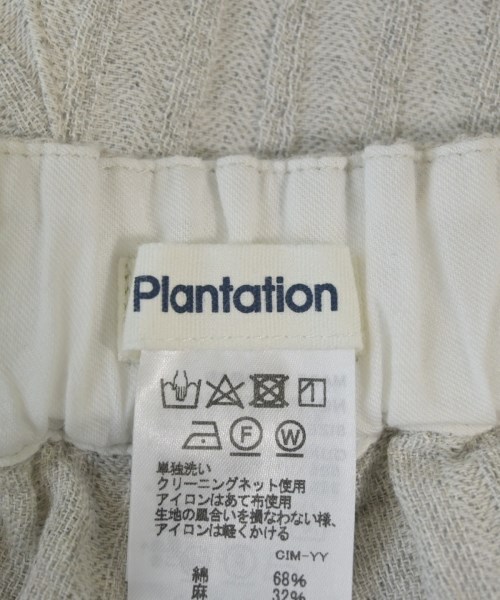 Plantation
F W
単独洗い
クリーニングネット使用
アイロンはあて布使用
生地の風合いを損なわない様、
アイロンは軽くかける
CIM-YY
綿 68%
麻 32%